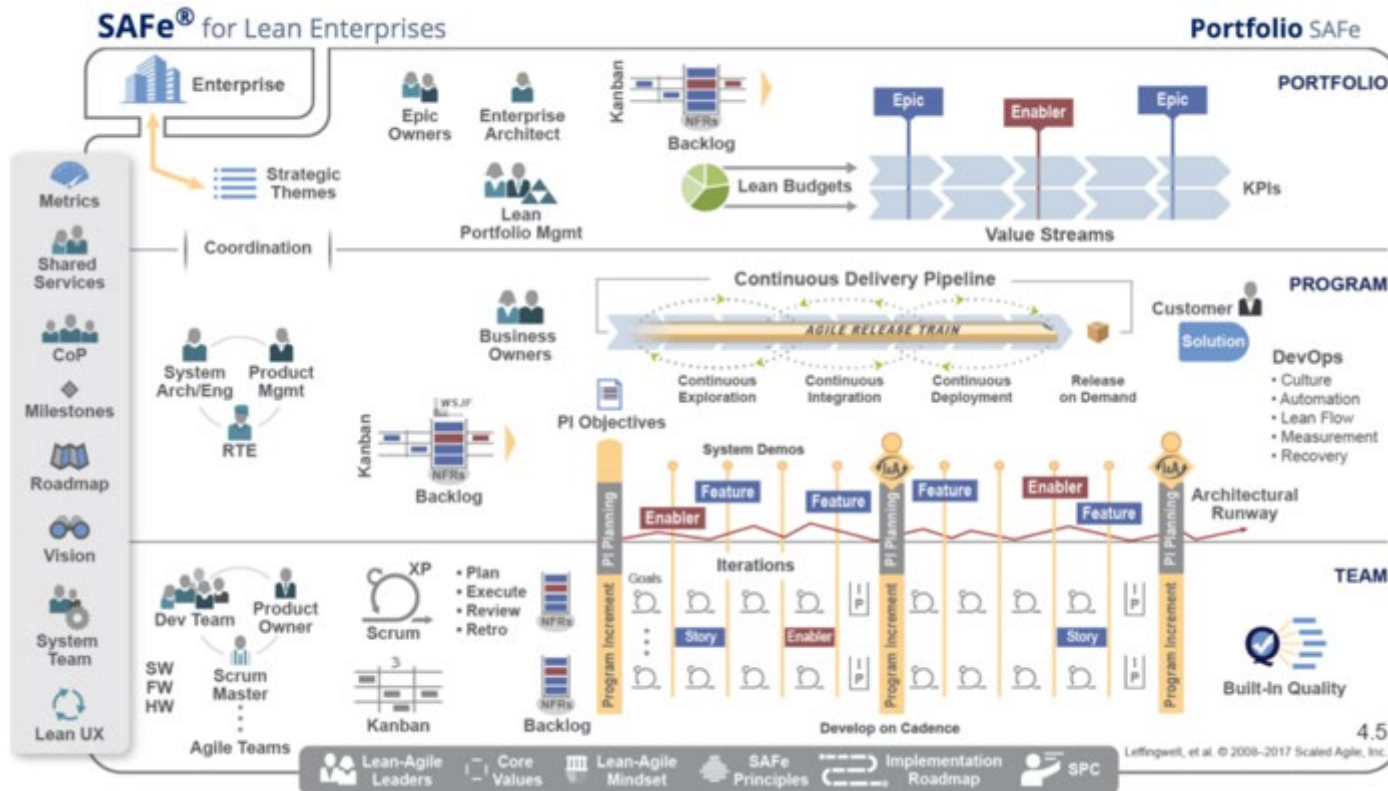 SAFe® for Lean Enterprises
Portfolio SAFe
Enterprise
Epic
Owners
Enterprise
Architect
Kanban
NFRs
Backlog
Epic
Enabler
Epic
PORTFOLIO
Strategic
Themes
Lean
Portfolio Mgmt
Lean Budgets
KPIs
Value Streams
Metrics
Shared
Services
CoP
Milestones
Roadmap
Vision
System
Team
Lean UX
Coordination
Continuous Delivery Pipeline
PROGRAM
Business
Owners
AGILE RELEASE TRAIN
Customer
Solution
System
Arch/Eng
Product
Mgmt
RTE
Continuous
Exploration
Continuous
Integration
Continuous
Deployment
Release
on Demand
DevOps
• Culture
• Automation
• Lean Flow
• Measurement
• Recovery
PI Objectives
Kanban
WSJF
NFRs
Backlog
System Demos
Enabler
Feature
Feature
I&A
Feature
Enabler
Feature
I&A
Architectural
Runway
PI Planning
PI Planning
PI Planning
TEAM
Dev Team
Product
Owner
Scrum
Master
SW
FW
HW
Agile Teams
XP
Scrum
• Plan
• Execute
• Review
• Retro
3
Kanban
NFRs
NFRs
Backlog
Program Increment
Goals
Iterations
Story
Enabler
I P
I P
Program Increment
Story
I P
I P
Program Increment
Develop on Cadence
Built-In Quality
4.5
Leffingwell, et al. © 2008–2017 Scaled Agile, Inc.
Lean-Agile
Leaders
Core
Values
Lean-Agile
Mindset
SAFe
Principles
Implementation
Roadmap
SPC